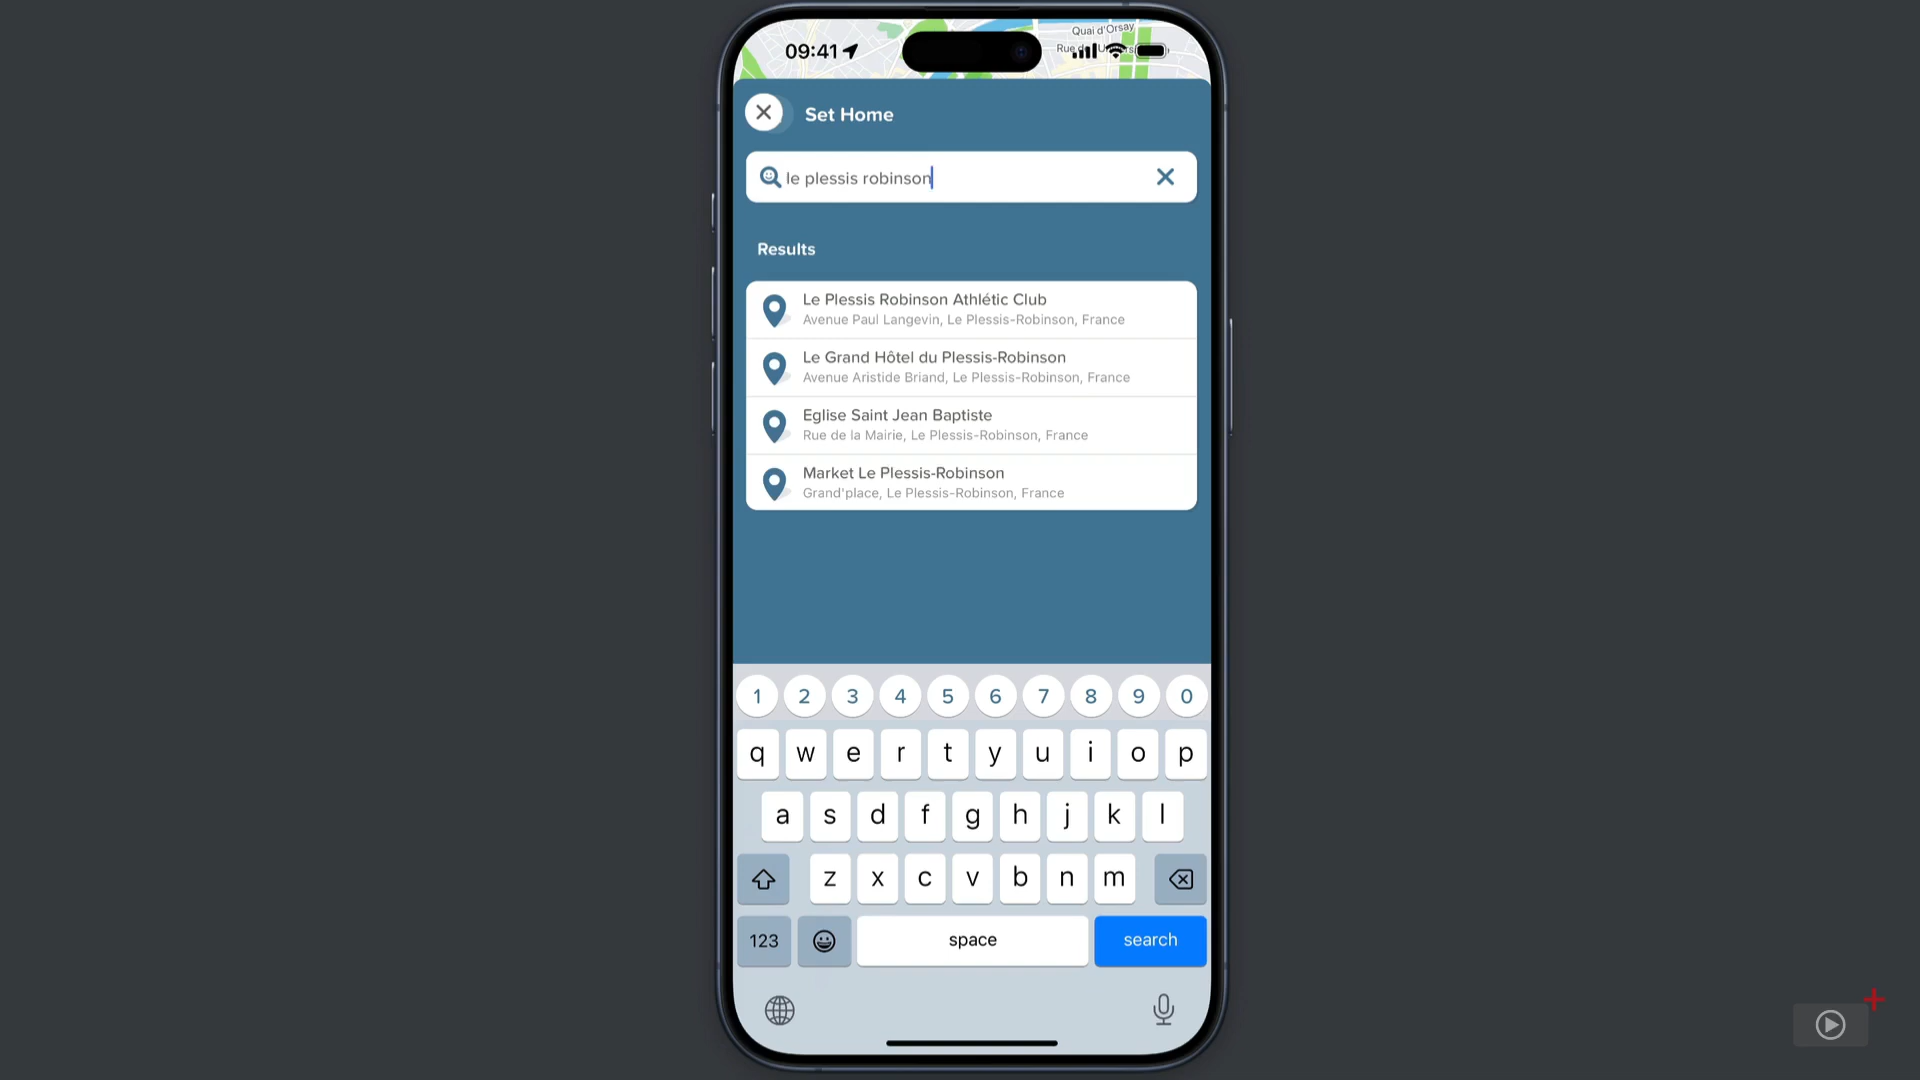 Quai d'Orsay
09:41
Set Home
le plessis robinson
Results
Le Plessis Robinson Athlétic Club
Avenue Paul Langevin, Le Plessis-Robinson, France
Le Grand Hôtel du Plessis-Robinson
Avenue Aristide Briand, Le Plessis-Robinson, France
Eglise Saint Jean Baptiste
Rue de la Mairie, Le Plessis-Robinson, France
Market Le Plessis-Robinson
Grand'place, Le Plessis-Robinson, France
1 2 3 4 5 6 7 8 9 0
q w e r t y u i o p
a s d f g h j k l
z x c v b n m
123 space search